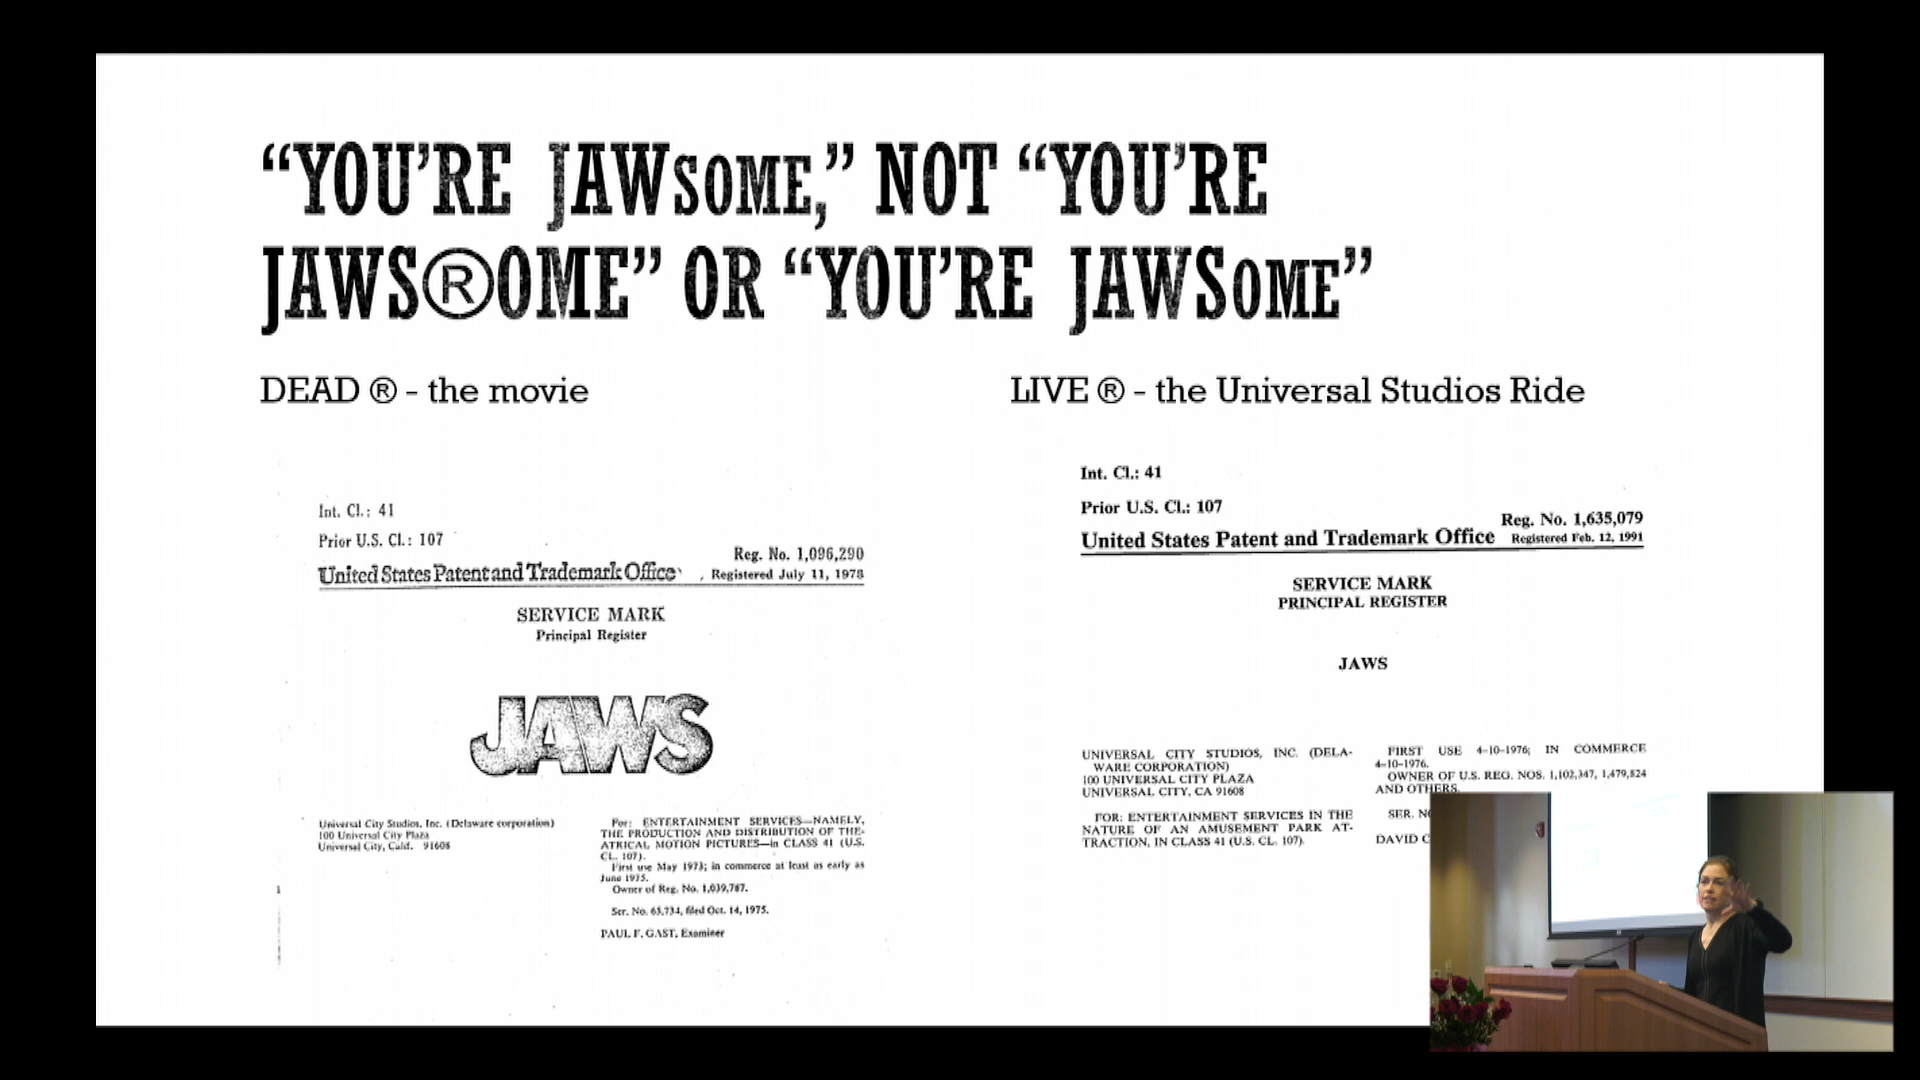 “YOU’RE JAWSOME,” NOT “YOU’RE
JAWS®OME” OR “YOU’RE JAWSOME”
DEAD ® - the movie
Int. Cl.: 41
Prior U.S. Cl.: 107
Reg. No. 1,096,290
United States Patent and Trademark Office
Registered July 11, 1978
SERVICE MARK
Principal Register
JAWS
Universal City Studios, Inc. (Delaware corporation)
100 Universal City Plaza
Universal City, Calif. 91608
For: ENTERTAINMENT SERVICES—NAMELY,
THE PRODUCTION AND DISTRIBUTION OF THE-
ATRICAL MOTION PICTURES—in CLASS 41 (U.S.
CL. 107).
First use May 1973; in commerce at least as early as
June 1975.
Owner of Reg. No. 1,039,787.
Ser. No. 65,734, filed Oct. 14, 1975.
PAUL F. GAST, Examiner
LIVE ® - the Universal Studios Ride
Int. Cl.: 41
Prior U.S. Cl.: 107
Reg. No. 1,635,079
United States Patent and Trademark Office
Registered Feb. 12, 1991
SERVICE MARK
PRINCIPAL REGISTER
JAWS
UNIVERSAL CITY STUDIOS, INC. (DELA-
WARE CORPORATION)
100 UNIVERSAL CITY PLAZA
UNIVERSAL CITY, CA 91608
FOR: ENTERTAINMENT SERVICES IN THE
NATURE OF AN AMUSEMENT PARK AT-
TRACTION, IN CLASS 41 (U.S. CL. 107).
FIRST USE 4-10-1976; IN COMMERCE
4-10-1976.
OWNER OF U.S. REG. NOS. 1,102,347, 1,479,824
AND OTHERS.
SER.
DAVID